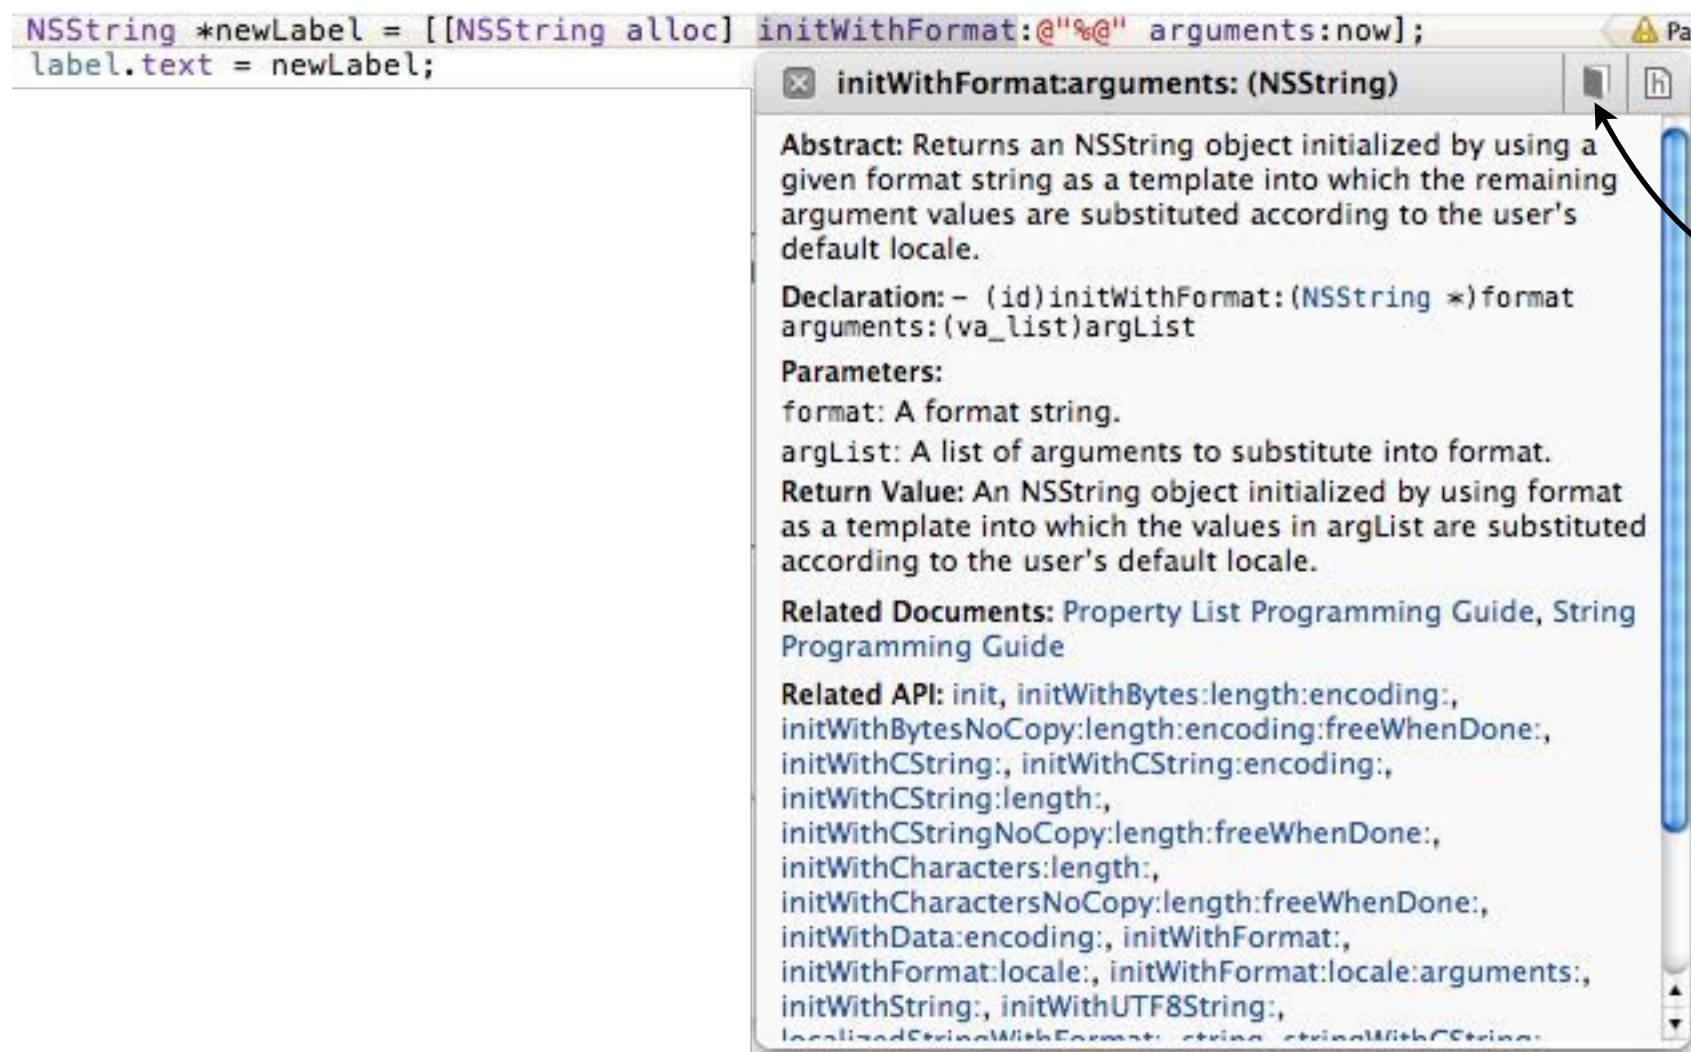 NSString *newLabel = [[NSString alloc] initWithFormat:@"%@" arguments:now];
Pa
label.text = newLabel;
initWithFormat:arguments: (NSString)
h
Abstract: Returns an NSString object initialized by using a
given format string as a template into which the remaining
argument values are substituted according to the user's
default locale.
Declaration: – (id)initWithFormat:(NSString *)format
arguments:(va_list)argList
Parameters:
format: A format string.
argList: A list of arguments to substitute into format.
Return Value: An NSString object initialized by using format
as a template into which the values in argList are substituted
according to the user's default locale.
Related Documents: Property List Programming Guide, String
Programming Guide
Related API: init, initWithBytes:length:encoding:,
initWithBytesNoCopy:length:encoding:freeWhenDone:,
initWithCString:, initWithCString:encoding:,
initWithCString:length:,
initWithCStringNoCopy:length:freeWhenDone:,
initWithCharacters:length:,
initWithCharactersNoCopy:length:freeWhenDone:,
initWithData:encoding:, initWithFormat:,
initWithFormat:locale:, initWithFormat:locale:arguments:,
initWithString:, initWithUTF8String:,
localizedStringWithFormat:, string, stringWithCString:,